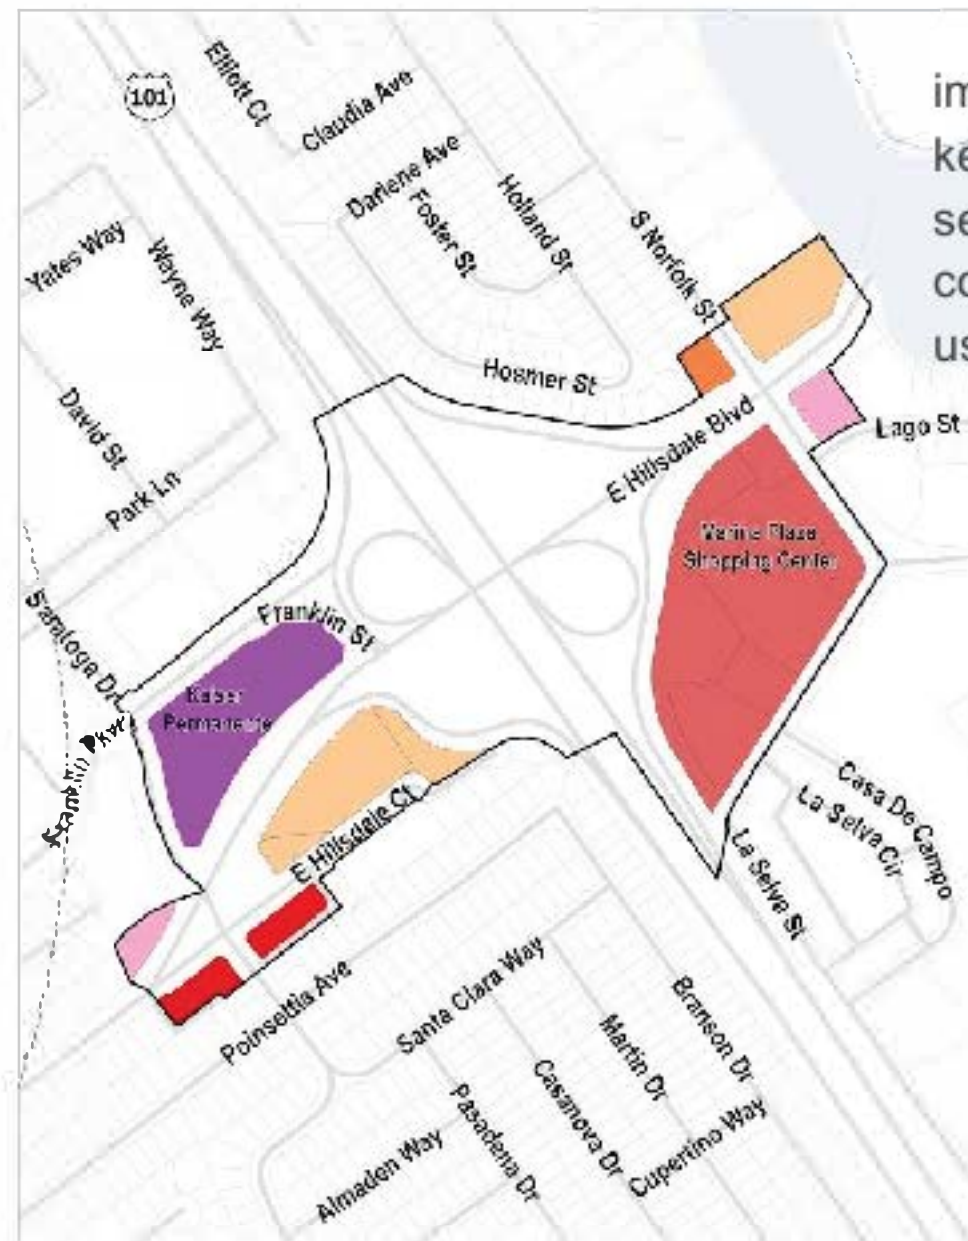 101
Elliott Ct
Claudia Ave
Darlene Ave
Foster St
Holland St
S Norfolk St
Yates Way
Wayne Way
Hosmer St
David St
Park Ln
E Hillsdale Blvd
Lago St
Marina Plaza
Shopping Center
Saratoga Dr
Franklin St
Kaiser
Permanente
E Hillsdale Ct
Casa De Campo
La Selva Cir
La Selva St
Poinsettia Ave
Santa Clara Way
Branson Dr
Martin Dr
Casanova Dr
Pasadena Dr
Cupertino Way
Almaden Way
im
ke
se
co
us